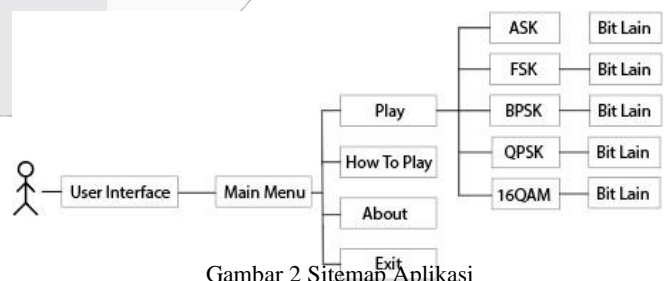 ASK Bit Lain
FSK Bit Lain
Play BPSK Bit Lain
How To Play QPSK Bit Lain
User Interface Main Menu 16QAM Bit Lain
About
Exit
Gambar 2 Sitemap Aplikasi